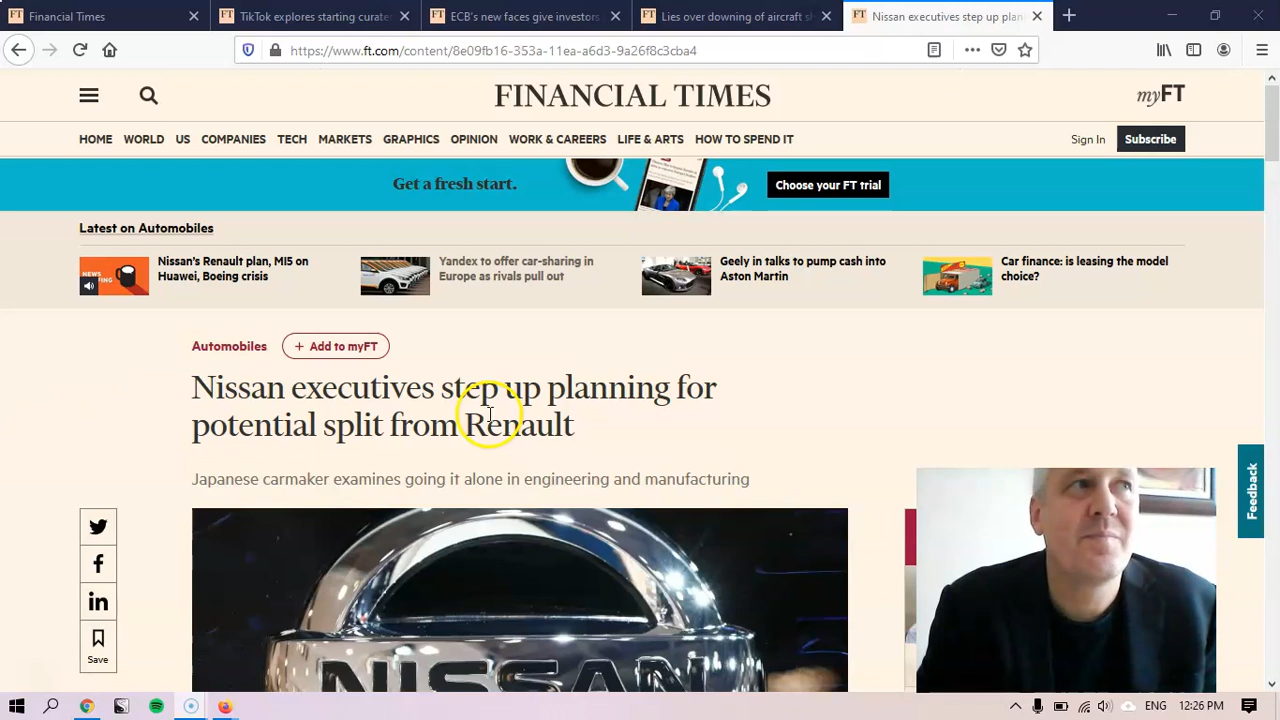 Financial Times
TikTok explores starting curate
ECB's new faces give investors
Lies over downing of aircraft sh
Nissan executives step up plan
https://www.ft.com/content/8e09fb16-353a-11ea-a6d3-9a26f8c3cba4
FINANCIAL TIMES
myFT
HOME WORLD US COMPANIES TECH MARKETS GRAPHICS OPINION WORK & CAREERS LIFE & ARTS HOW TO SPEND IT
Sign In
Subscribe
Get a fresh start.
Choose your FT trial
Latest on Automobiles
NEWS
BRIEFING
Nissan's Renault plan, MI5 on
Huawei, Boeing crisis
Yandex to offer car-sharing in
Europe as rivals pull out
Geely in talks to pump cash into
Aston Martin
Car finance: is leasing the model
choice?
Automobiles
+ Add to myFT
Nissan executives step up planning for
potential split from Renault
Japanese carmaker examines going it alone in engineering and manufacturing
Feedback
Save
NISSAN
ENG
12:26 PM